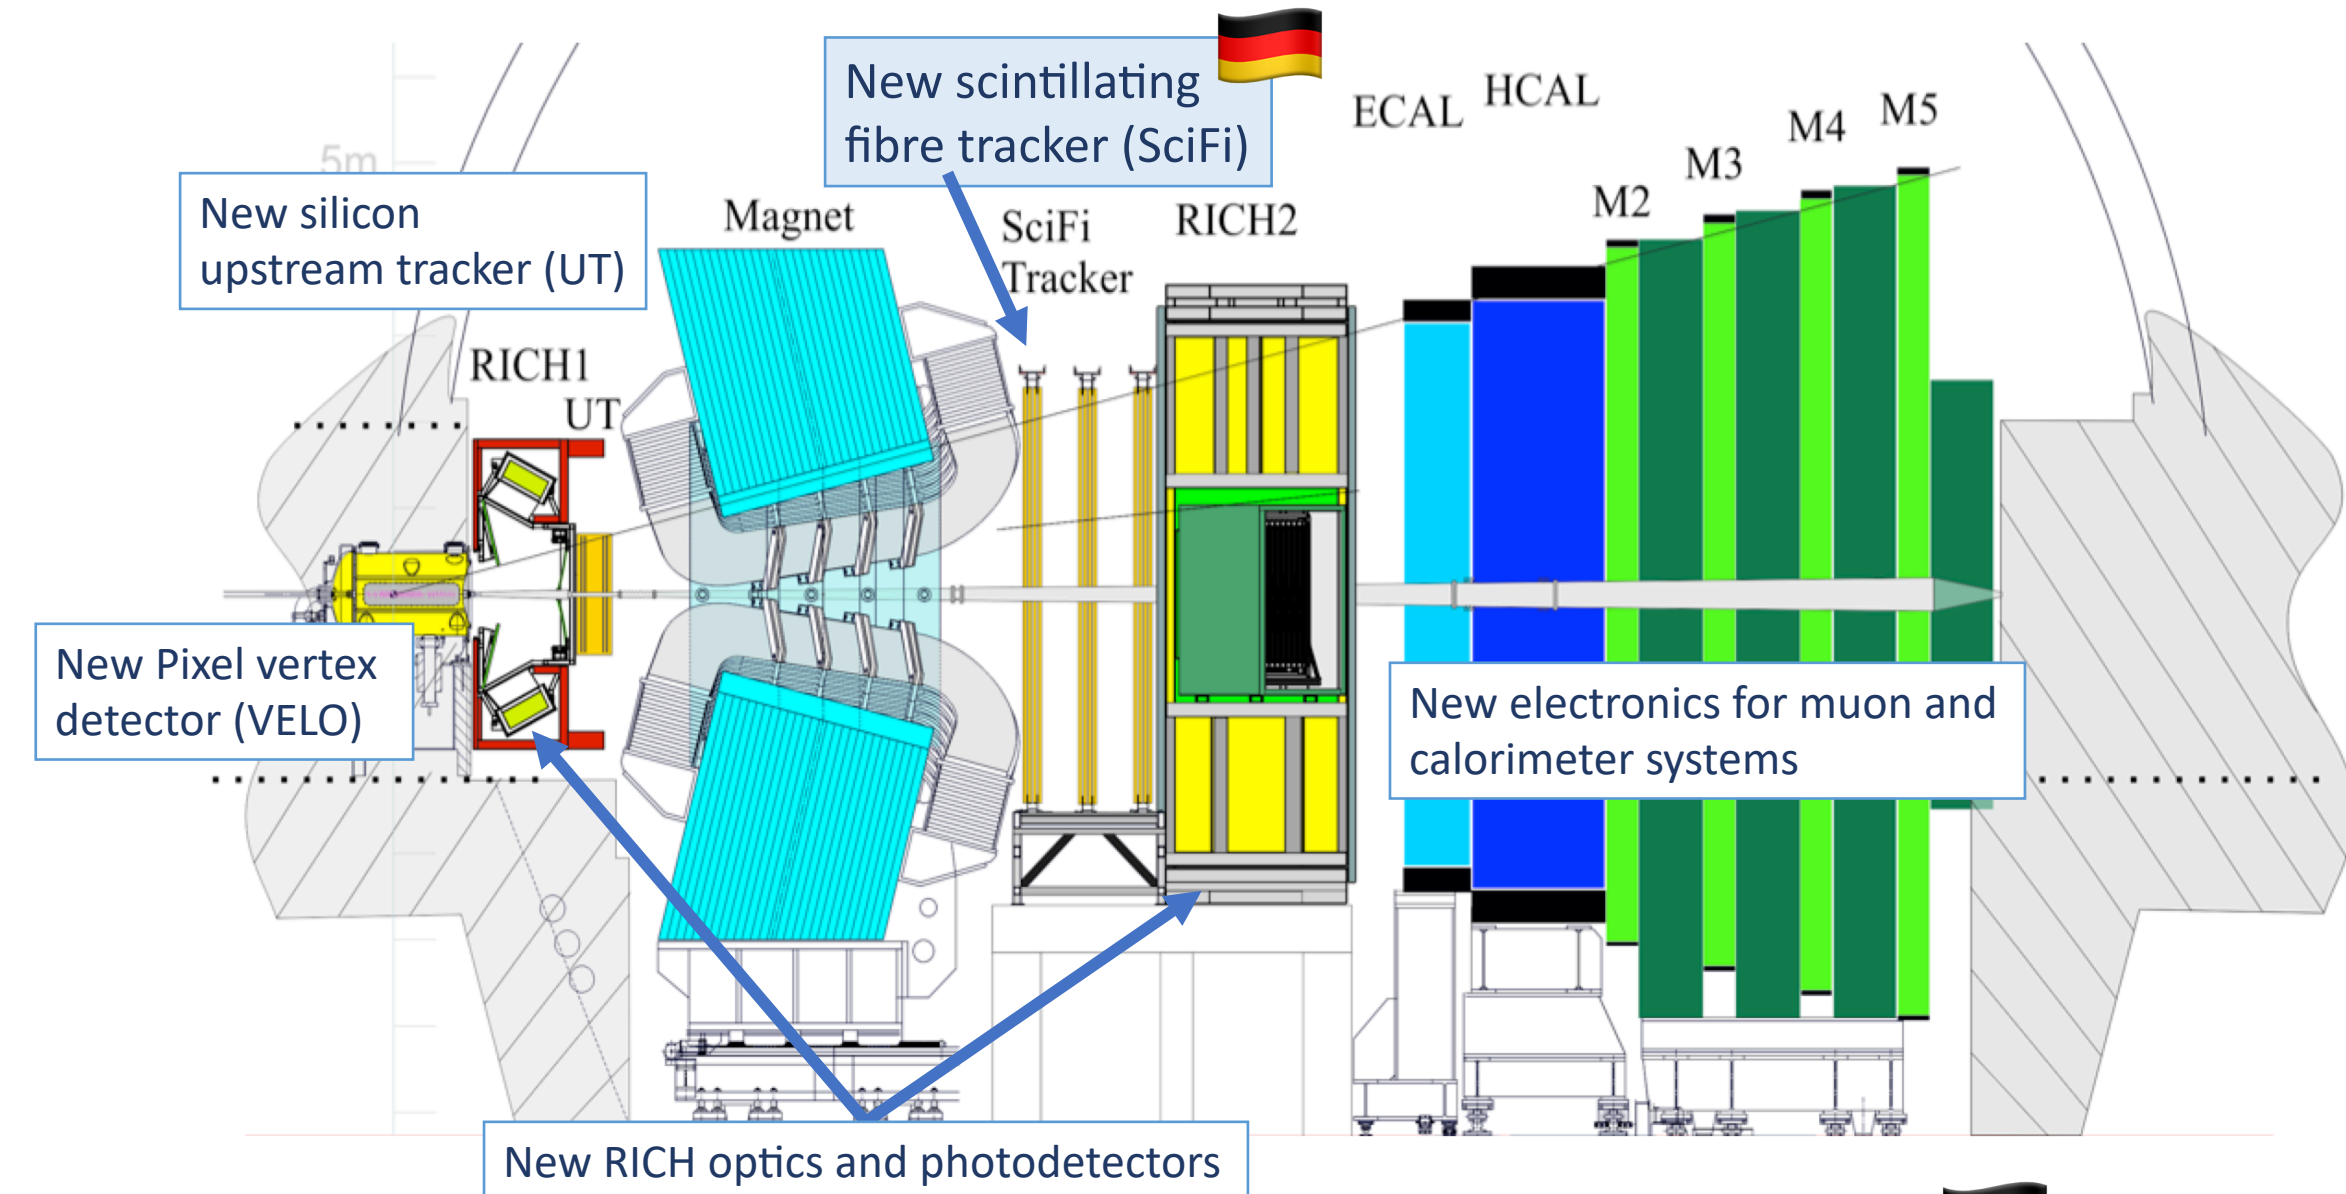 New scintillating
fibre tracker (SciFi)
ECAL
HCAL
M5
M4
M3
M2
5m
New silicon
upstream tracker (UT)
Magnet
SciFi
Tracker
RICH2
RICH1
UT
New Pixel vertex
detector (VELO)
New electronics for muon and
calorimeter systems
New RICH optics and photodetectors